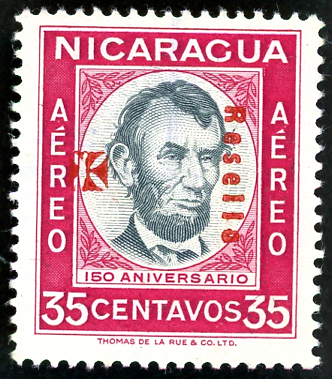 NICARAGUA
AÉREO
Resello
AÉREO
150 ANIVERSARIO
35 CENTAVOS 35
THOMAS DE LA RUE & CO. LTD.